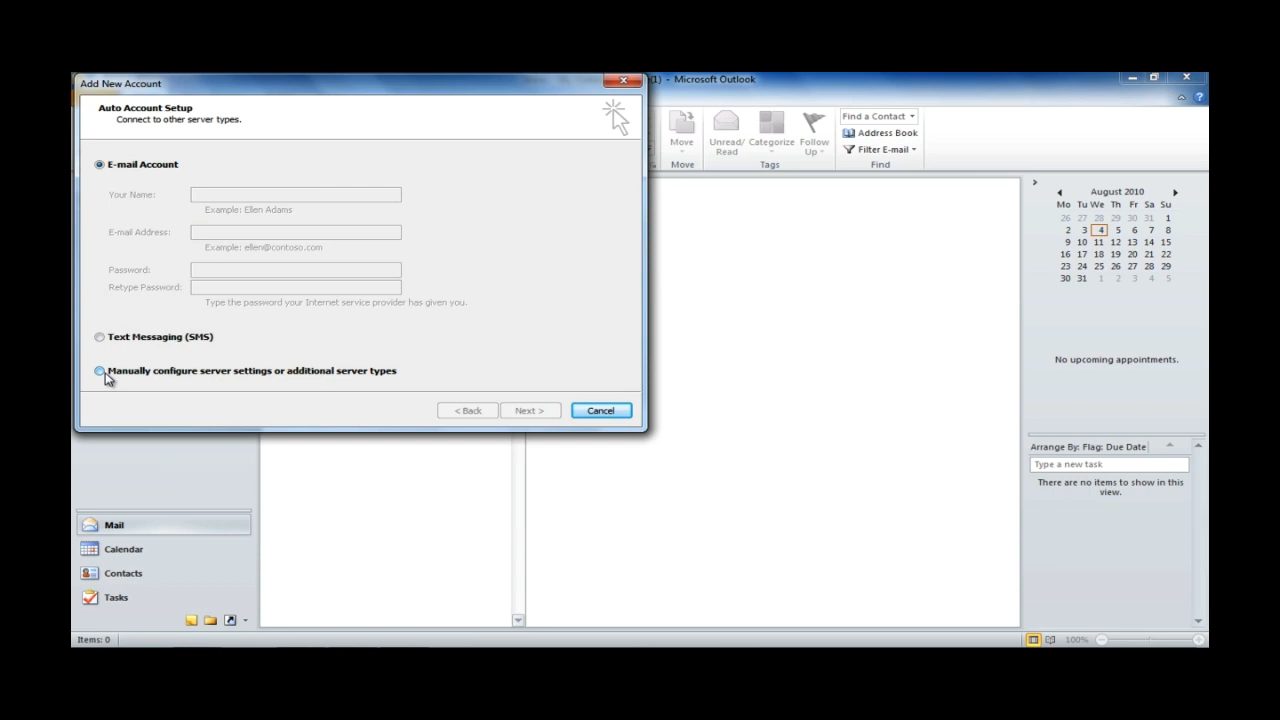 Add New Account
1) - Microsoft Outlook
Auto Account Setup
Connect to other server types.
E-mail Account
Your Name:
Example: Ellen Adams
E-mail Address:
Example: ellen@contoso.com
Password:
Retype Password:
Type the password your Internet service provider has given you.
Text Messaging (SMS)
Manually configure server settings or additional server types
< Back
Next >
Cancel
Move
Unread/
Read
Categorize
Follow
Up
Find a Contact
Address Book
Filter E-mail
Move
Tags
Find
August 2010
Mo Tu We Th Fr Sa Su
26 27 28 29 30 31 1
2 3 4 5 6 7 8
9 10 11 12 13 14 15
16 17 18 19 20 21 22
23 24 25 26 27 28 29
30 31 1 2 3 4 5
No upcoming appointments.
Arrange By: Flag: Due Date
Type a new task
There are no items to show in this
view.
Mail
Calendar
Contacts
Tasks
Items: 0
100%